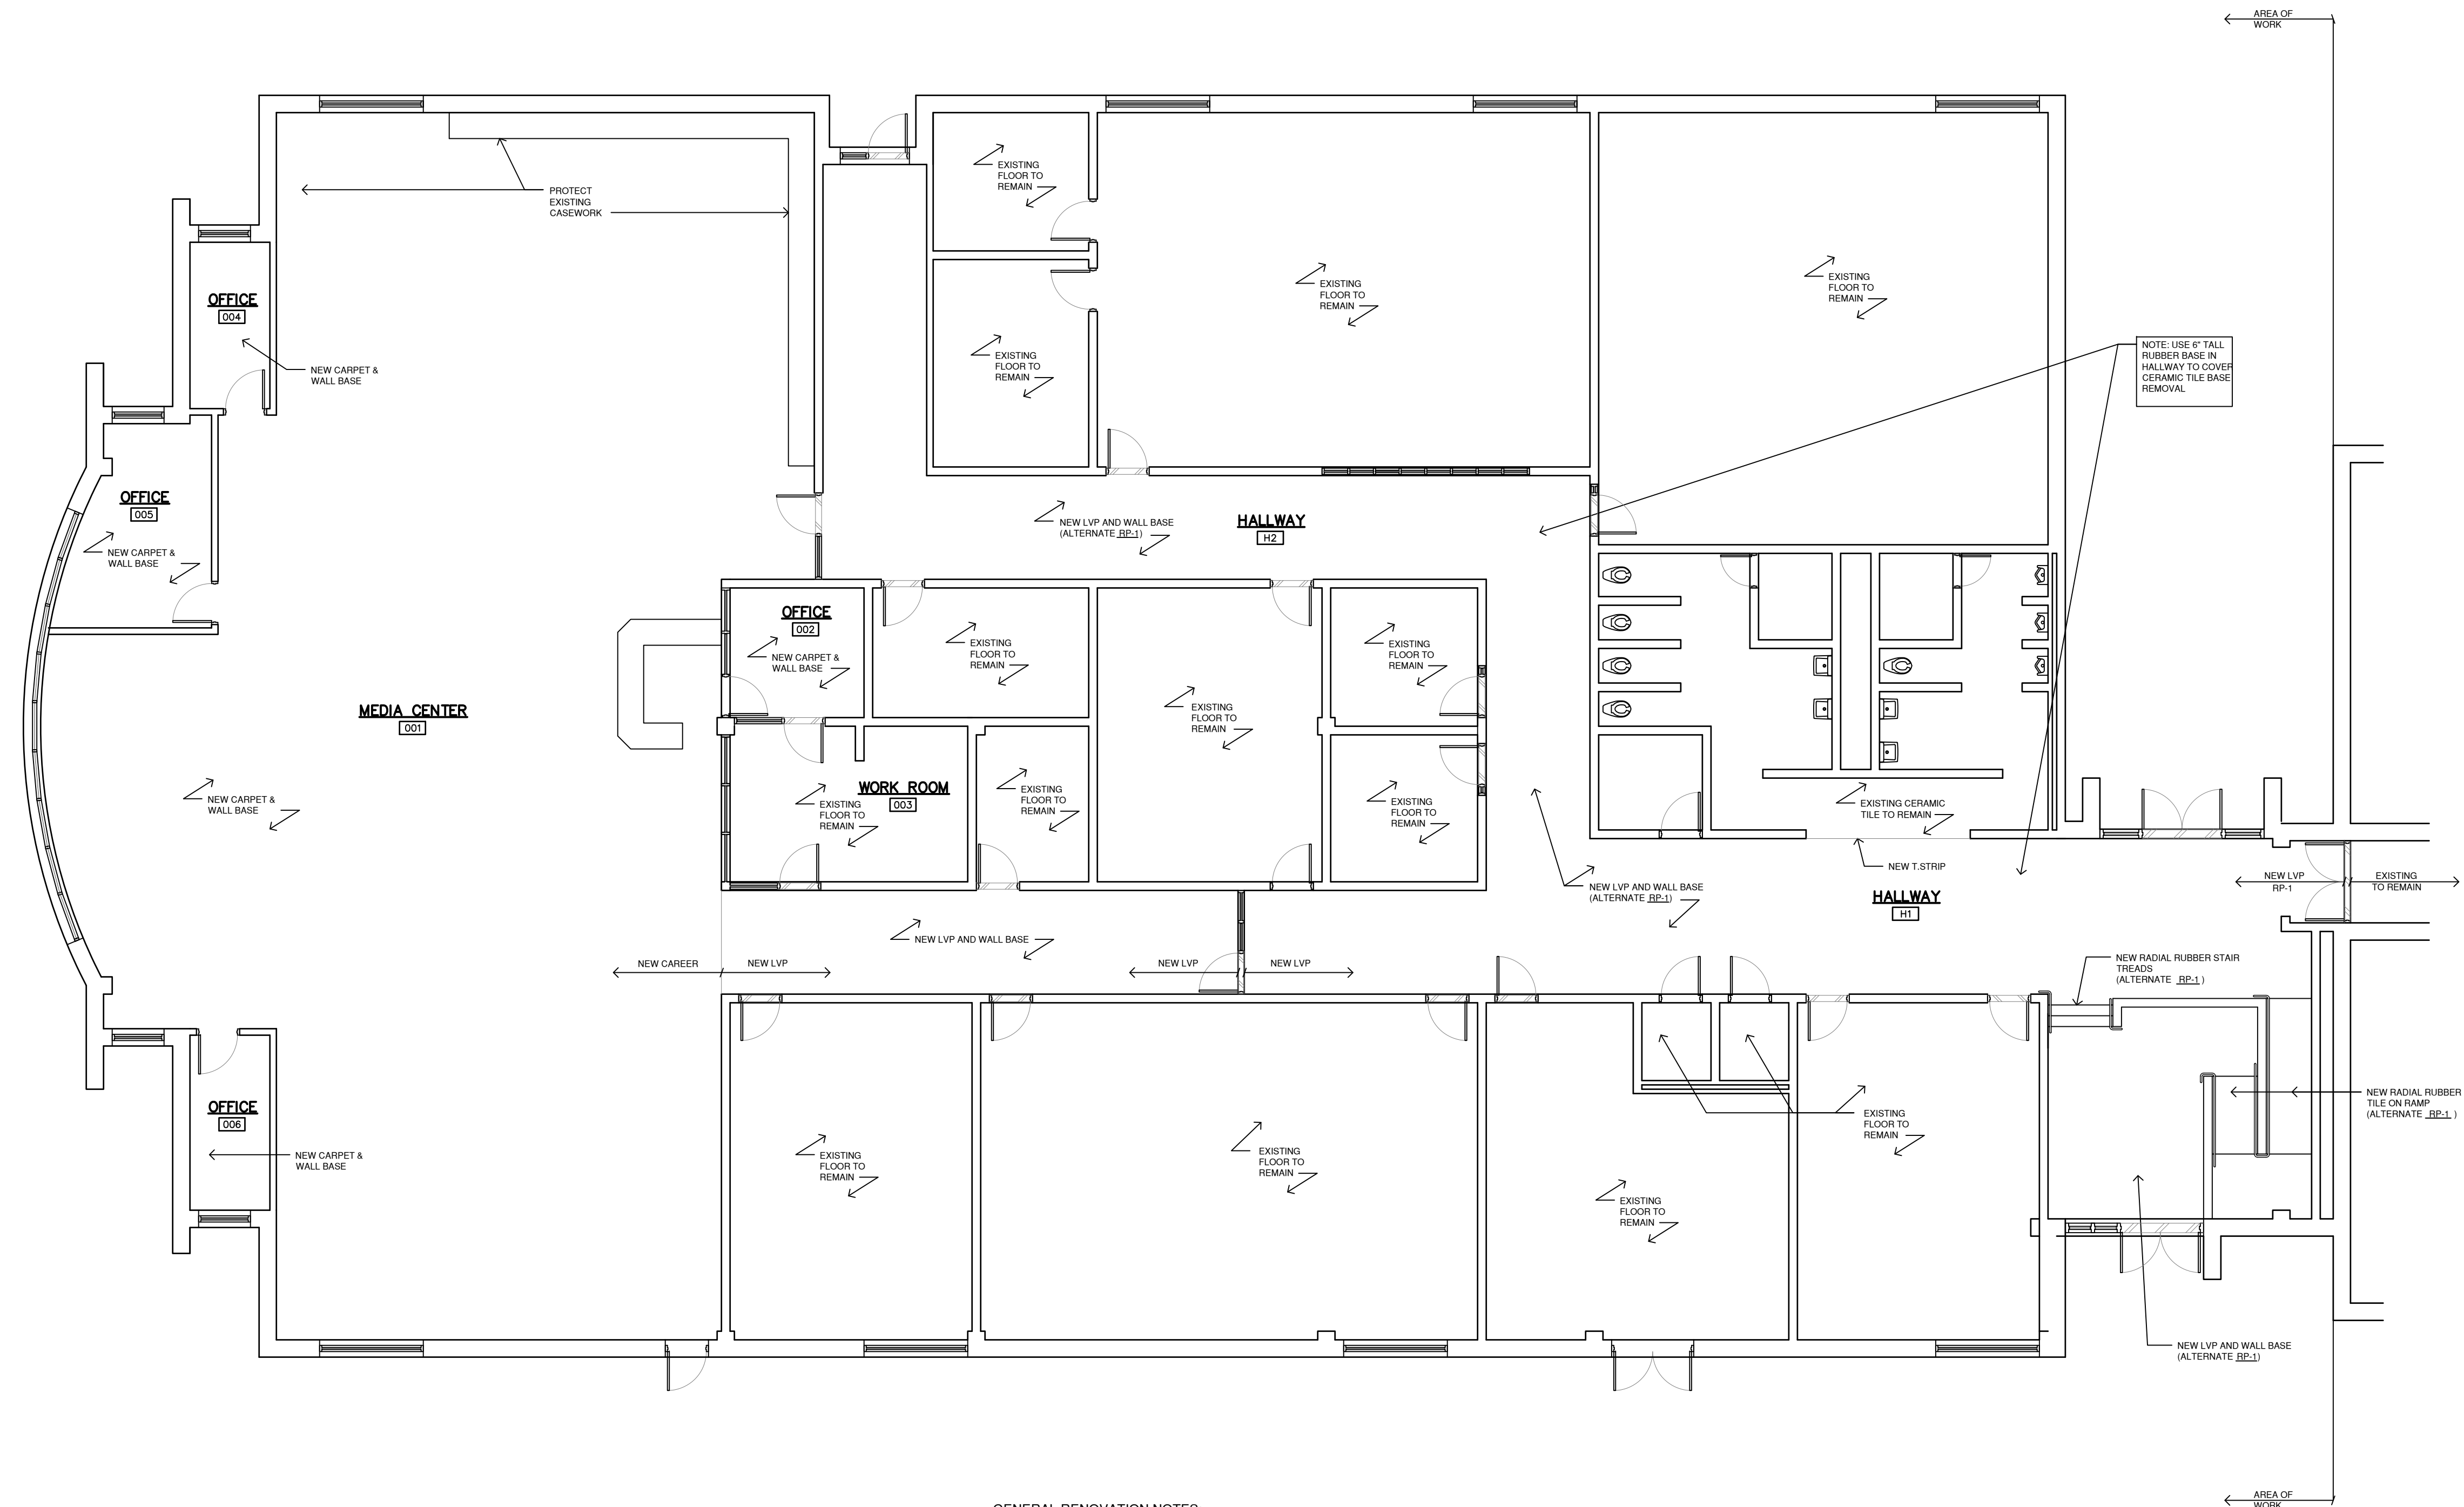 AREA OF
WORK
PROTECT
EXISTING
CASEWORK
EXISTING
FLOOR TO
REMAIN
EXISTING
FLOOR TO
REMAIN
EXISTING
FLOOR TO
REMAIN
EXISTING
FLOOR TO
REMAIN
OFFICE
004
NEW CARPET &
WALL BASE
NOTE: USE 6" TALL
RUBBER BASE IN
HALLWAY TO COVER
CERAMIC TILE BASE
REMOVAL
OFFICE
005
NEW CARPET &
WALL BASE
NEW LVP AND WALL BASE
(ALTERNATE RP-1)
HALLWAY
H2
OFFICE
002
NEW CARPET &
WALL BASE
EXISTING
FLOOR TO
REMAIN
EXISTING
FLOOR TO
REMAIN
EXISTING
FLOOR TO
REMAIN
MEDIA CENTER
001
NEW CARPET &
WALL BASE
WORK ROOM
003
EXISTING
FLOOR TO
REMAIN
EXISTING
FLOOR TO
REMAIN
EXISTING
FLOOR TO
REMAIN
EXISTING CERAMIC
TILE TO REMAIN
NEW T.STRIP
NEW LVP AND WALL BASE
(ALTERNATE RP-1)
HALLWAY
H1
NEW LVP
RP-1
EXISTING
TO REMAIN
NEW LVP AND WALL BASE
NEW CAREER
NEW LVP
NEW LVP
NEW LVP
NEW RADIAL RUBBER STAIR
TREADS
(ALTERNATE RP-1 )
OFFICE
006
NEW CARPET &
WALL BASE
EXISTING
FLOOR TO
REMAIN
EXISTING
FLOOR TO
REMAIN
EXISTING
FLOOR TO
REMAIN
EXISTING
FLOOR TO
REMAIN
NEW RADIAL RUBBER
TILE ON RAMP
(ALTERNATE RP-1 )
NEW LVP AND WALL BASE
(ALTERNATE RP-1)
GENERAL RENOVATION NOTES
AREA OF
WORK